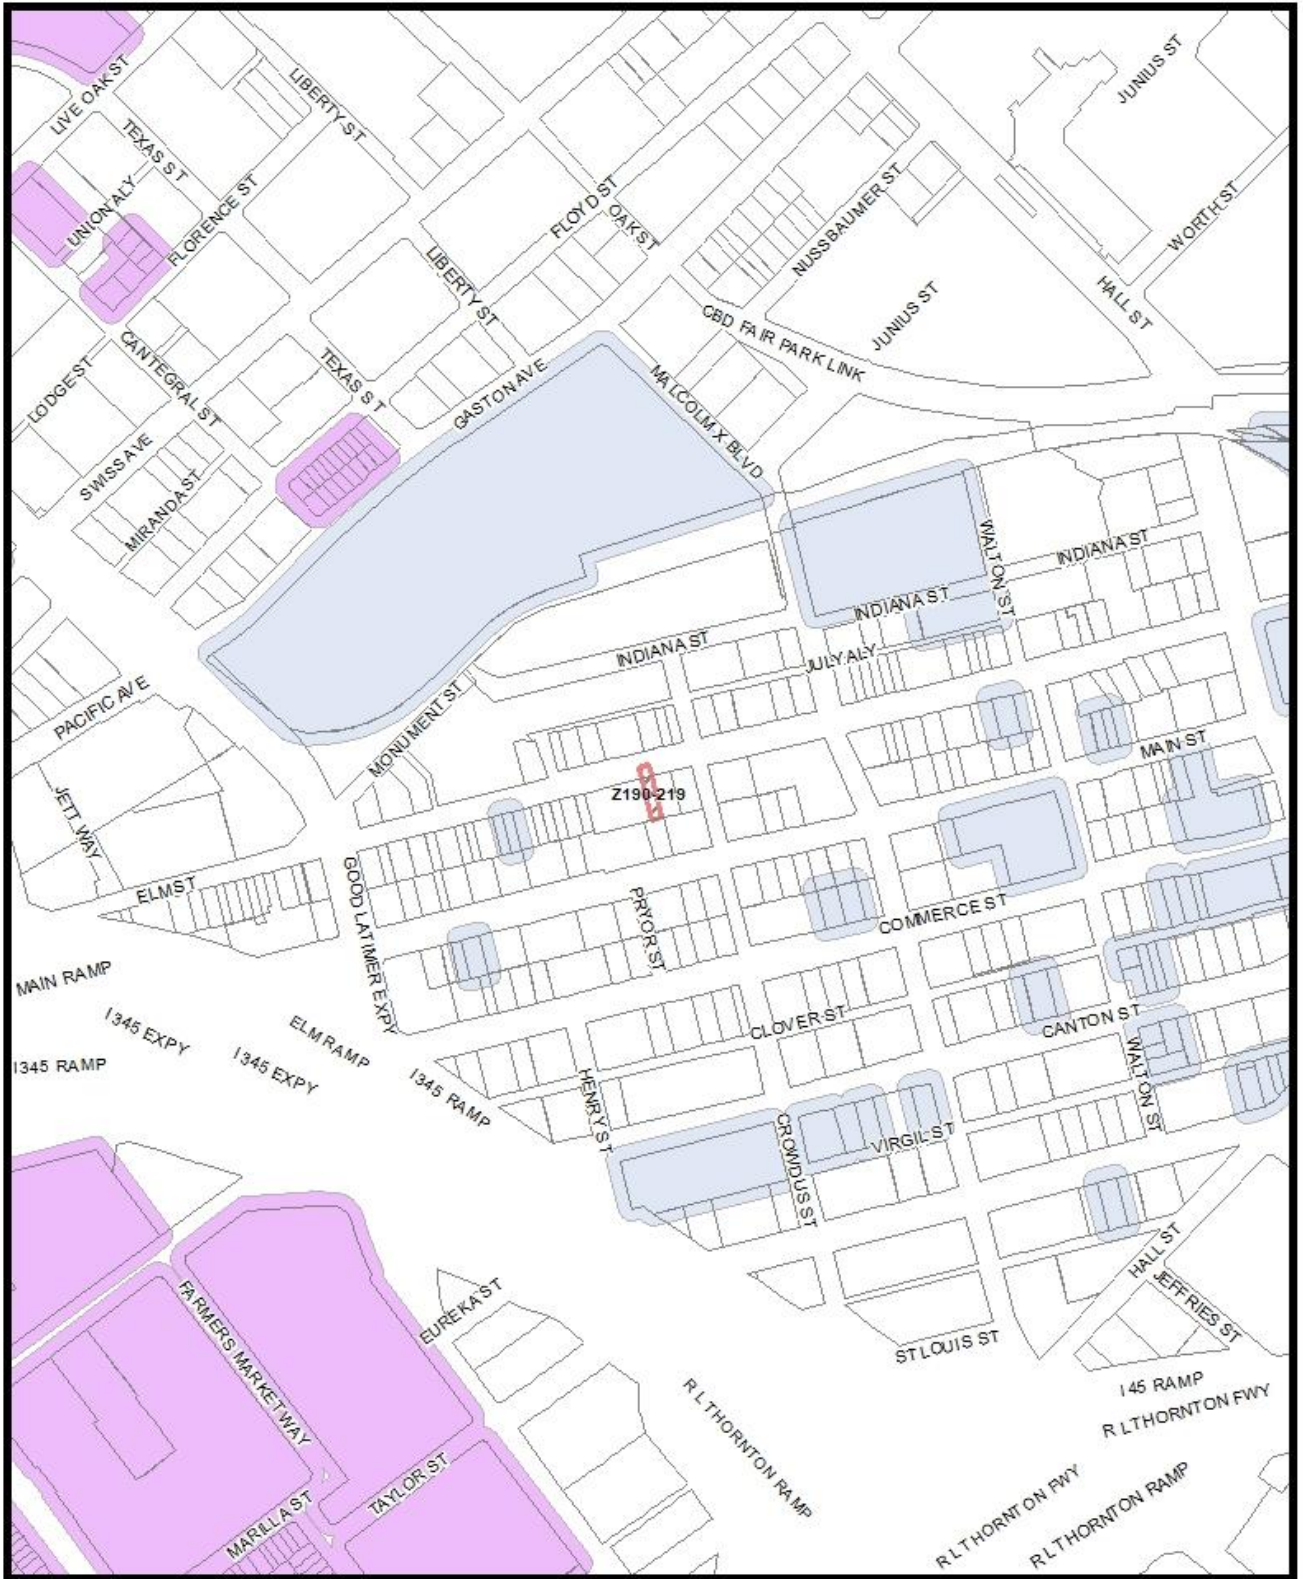 LIVE OAK ST
LIBERTY ST
JUNIUS ST
TEXAS ST
UNION ALY
FLORENCE ST
FLOYD ST
OAK ST
NUSSBAUMER ST
WORTH ST
LIBERTY ST
HALL ST
JUNIUS ST
CBD FAIR PARK LINK
CANTEGRAL ST
TEXAS ST
LODGE ST
GASTON AVE
MALCOLM X BLVD
SWISS AVE
MIRANDA ST
WALTON ST
INDIANA ST
INDIANA ST
INDIANA ST
JULY ALY
PACIFIC AVE
MONUMENT ST
MAIN ST
Z190-219
JETT WAY
ELM ST
GOOD LATIMER EXPY
PRYOR ST
COMMERCE ST
MAIN RAMP
I345 EXPY
ELM RAMP
CLOVER ST
CANTON ST
I345 RAMP
I345 EXPY
I345 RAMP
HENRY ST
WALTON ST
CROWDUS ST
VIRGIL ST
HALL ST
FARMERS MARKET WAY
EUREKA ST
JEFFRIES ST
ST LOUIS ST
I 45 RAMP
R L THORNTON RAMP
R L THORNTON FWY
TAYLOR ST
MARILLA ST
R L THORNTON FWY
R L THORNTON RAMP